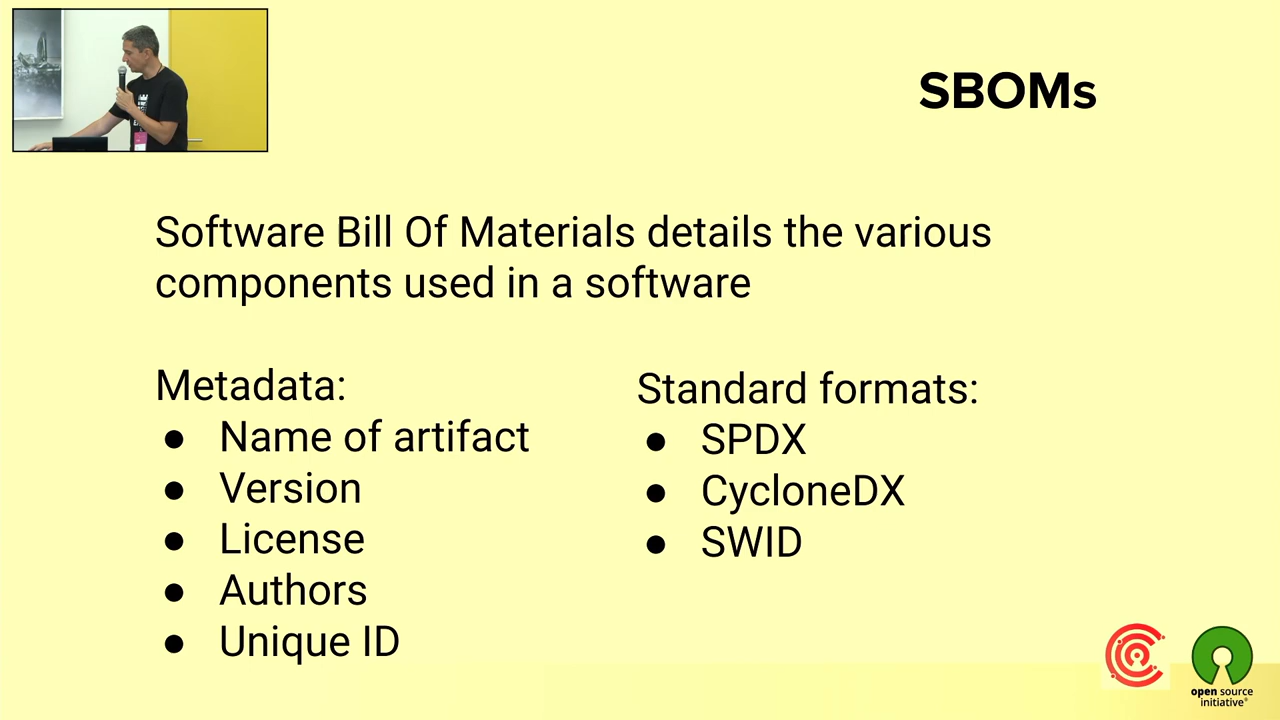 SBOMs
Software Bill Of Materials details the various
components used in a software
Metadata:
● Name of artifact
● Version
● License
● Authors
● Unique ID
Standard formats:
● SPDX
● CycloneDX
● SWID
open source
initiative®